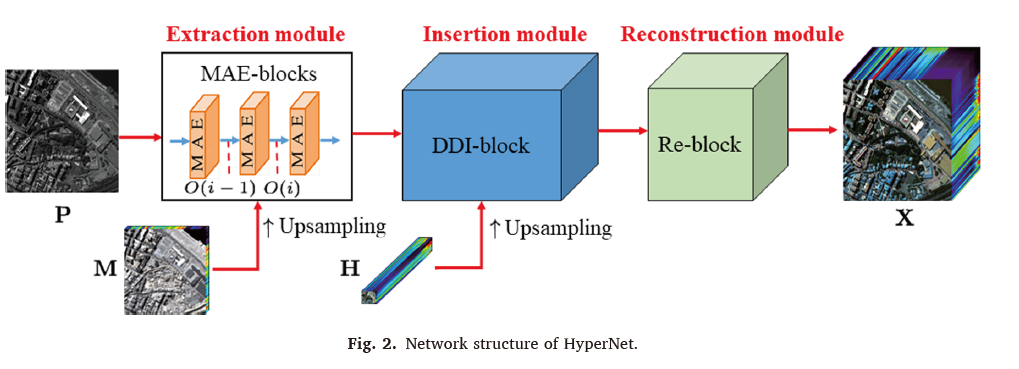 Extraction module
Insertion module
Reconstruction module
MAE-blocks
MAE
MAE
MAE
O(i − 1)
O(i)
DDI-block
Re-block
P
X
↑ Upsampling
↑ Upsampling
M
H
Fig. 2. Network structure of HyperNet.